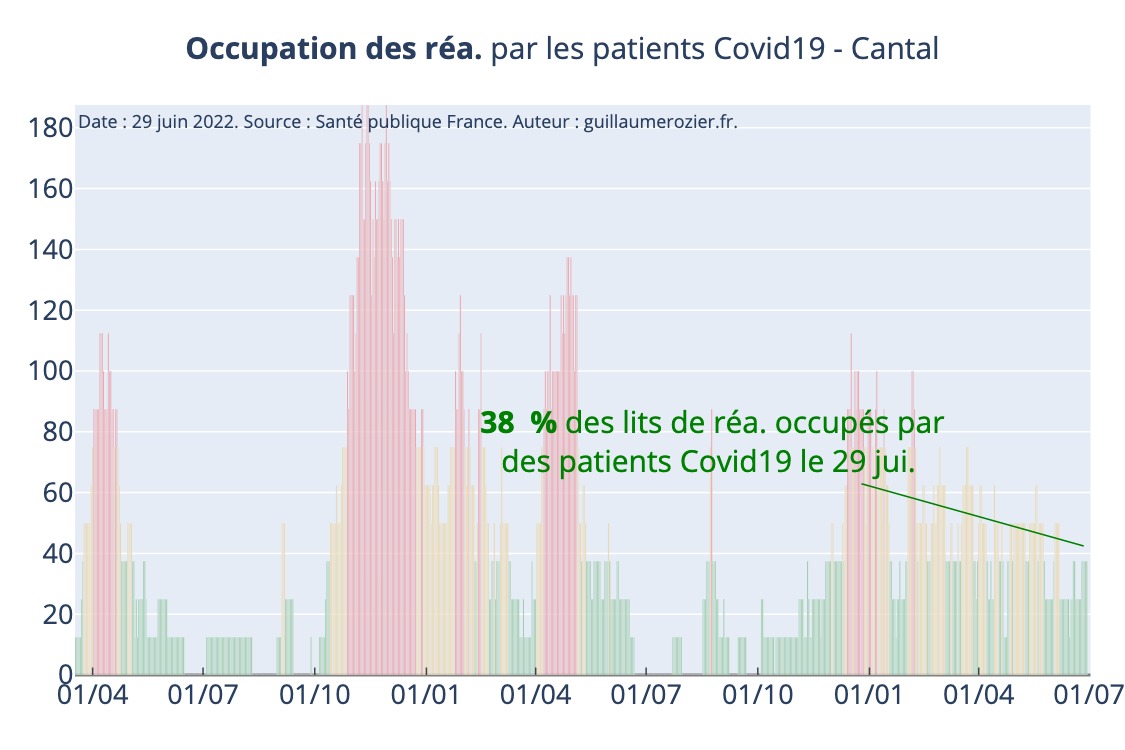 Occupation des réa. par les patients Covid19 - Cantal
Date : 29 juin 2022. Source : Santé publique France. Auteur : guillaumerozier.fr.
180
160
140
120
100
80
60
40
20
0
38 % des lits de réa. occupés par
des patients Covid19 le 29 jui.
01/04 01/07 01/10 01/01 01/04 01/07 01/10 01/01 01/04 01/07